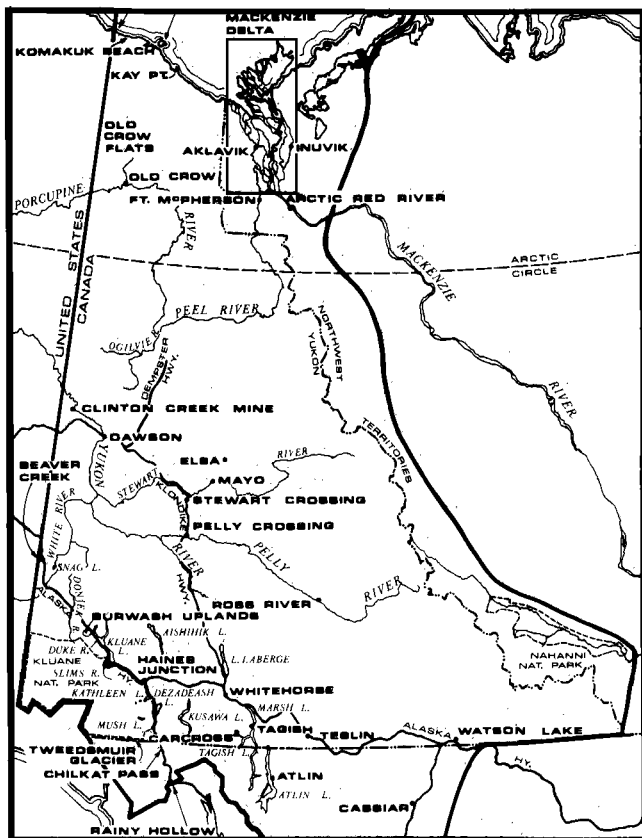 MACKENZIE
DELTA
KOMAKUK BEACH
KAY PT.
OLD
CROW
FLATS
AKLAVIK
INUVIK
OLD CROW
PORCUPINE
RIVER
FT. McPHERSON
ARCTIC RED RIVER
MACKENZIE
RIVER
ARCTIC
CIRCLE
UNITED STATES
CANADA
PEEL RIVER
OGILVIE R.
DEMPSTER
HWY.
NORTHWEST
YUKON
TERRITORIES
CLINTON CREEK MINE
DAWSON
YUKON
ELSA
MAYO
RIVER
STEWART
KLONDIKE
HWY.
BEAVER
CREEK
STEWART CROSSING
WHITE RIVER
PELLY CROSSING
RIVER
PELLY
RIVER
SNAG L.
DONJEK R.
ALASKA
HY.
ROSS RIVER
BURWASH UPLANDS
AISHIHIK L.
KLUANE
L.
DUKE R.
KLUANE
SLIMS R.
NAT. PARK
HAINES
JUNCTION
L. LABERGE
NAHANNI
NAT. PARK
KATHLEEN L.
DEZADEASH
L.
WHITEHORSE
KUSAWA L.
MARSH L.
MUSH L.
CARCROSS
TAGISH
TESLIN
ALASKA
HY.
WATSON LAKE
TAGISH L.
TWEEDSMUIR
GLACIER
CHILKAT PASS
ATLIN
ATLIN L.
CASSIAR
RAINY HOLLOW